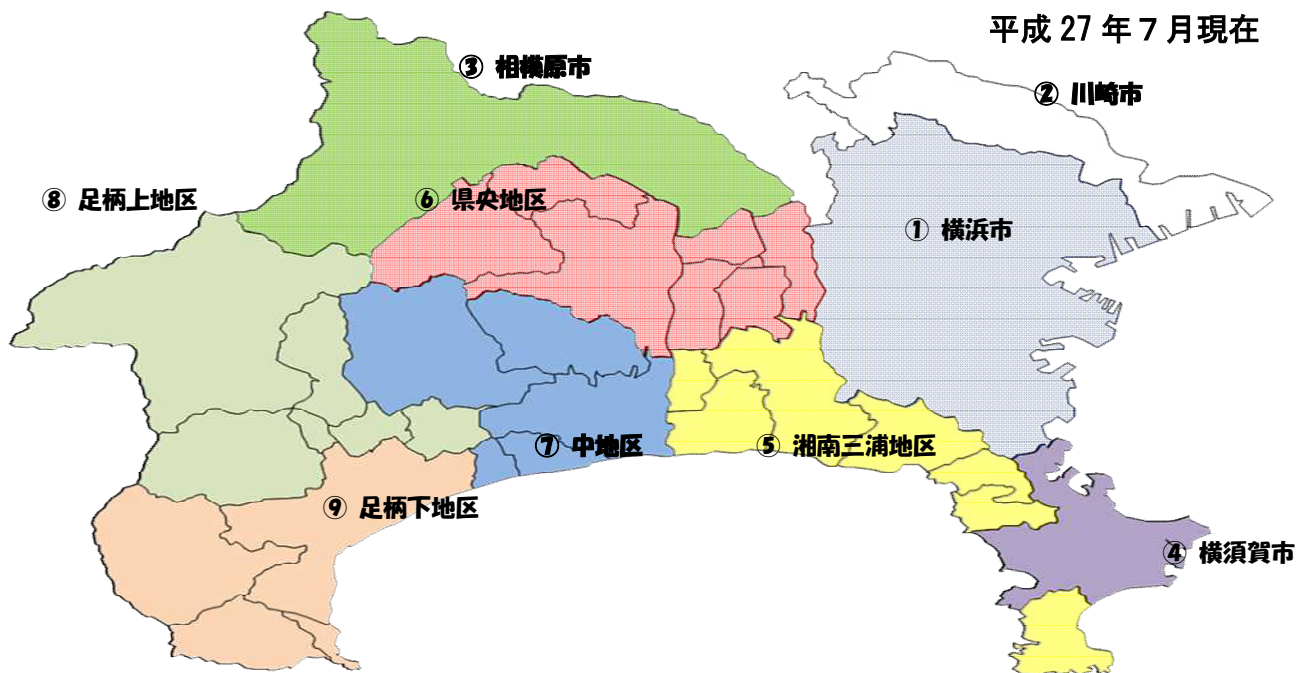 平成 27 年 7 月現在
③ 相模原市
② 川崎市
⑧ 足柄上地区
⑥ 県央地区
① 横浜市
⑦ 中地区
⑤ 湘南三浦地区
⑨ 足柄下地区
④ 横須賀市